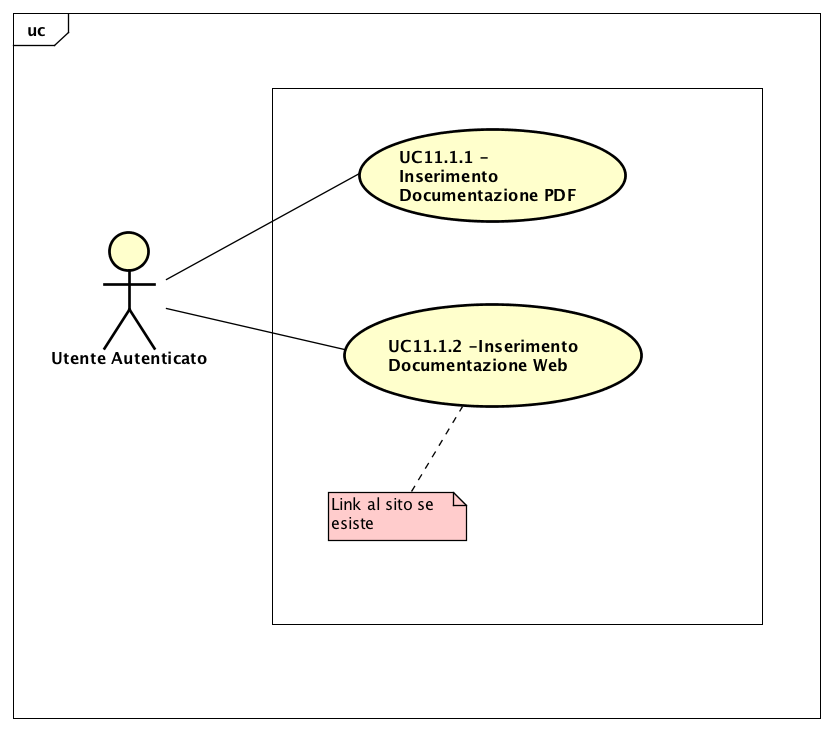 uc
UC11.1.1 –
Inserimento
Documentazione PDF
Utente Autenticato
UC11.1.2 –Inserimento
Documentazione Web
Link al sito se
esiste